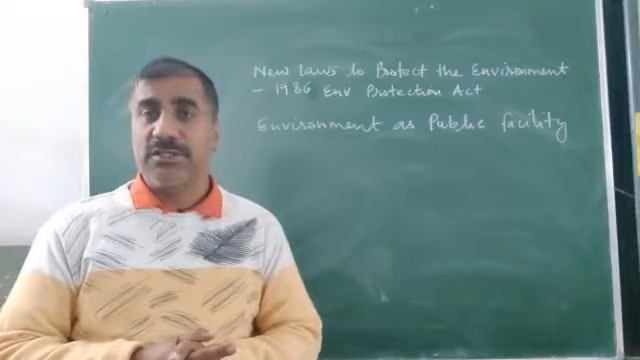 New Laws to Protect the Environment
- 1986 Env Protection Act
Environment as Public facility